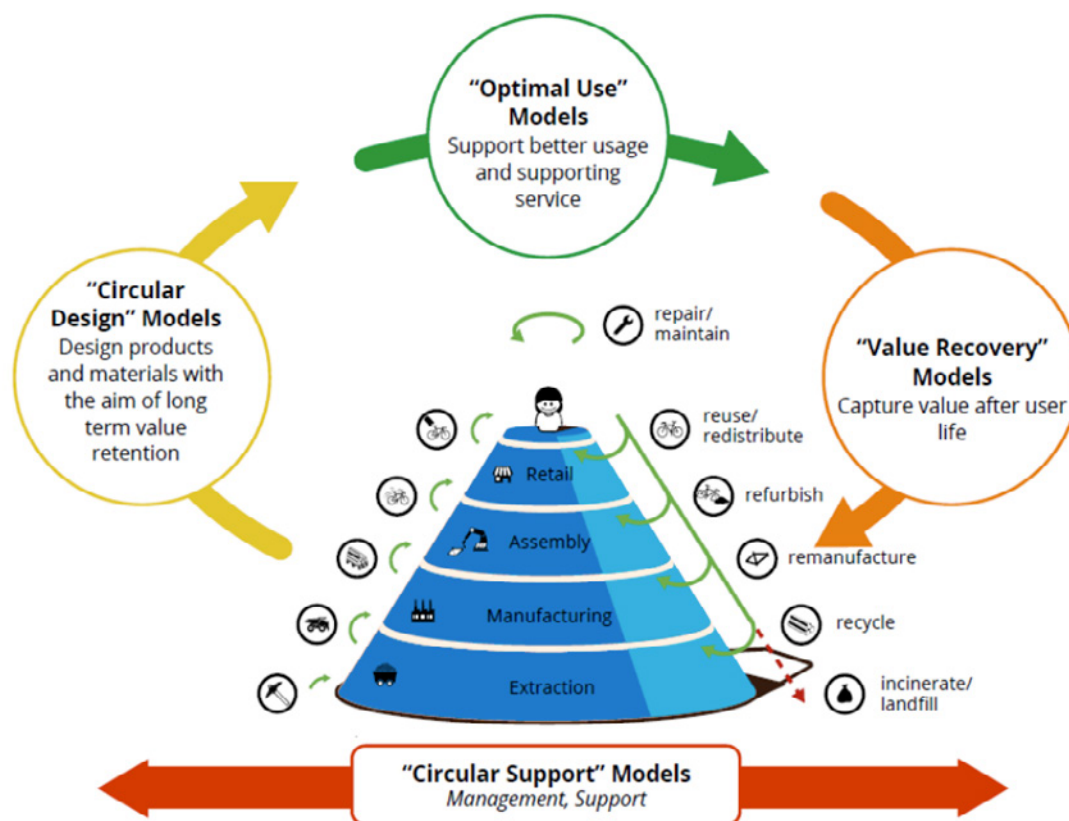 “Optimal Use”
Models
Support better usage
and supporting
service
“Circular
Design” Models
Design products
and materials with
the aim of long
term value
retention
“Value Recovery”
Models
Capture value after user
life
repair/
maintain
reuse/
redistribute
Retail
refurbish
Assembly
remanufacture
Manufacturing
recycle
Extraction
incinerate/
landfill
“Circular Support” Models
Management, Support